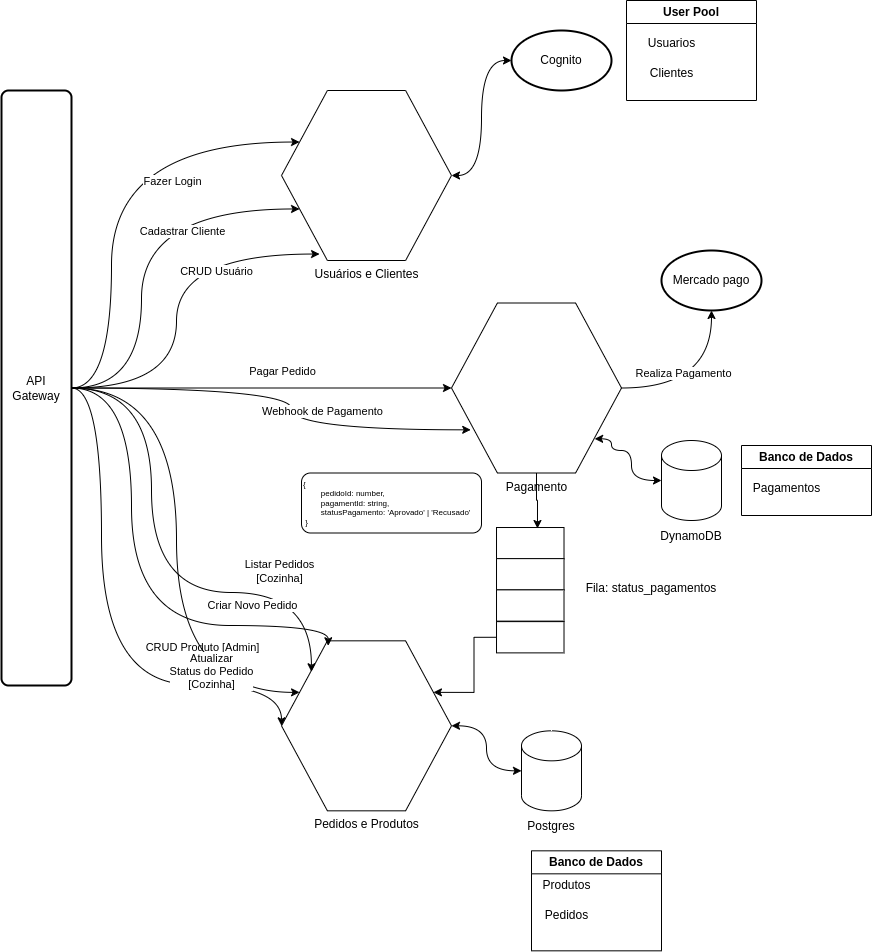 User Pool
Usuarios
Clientes
Cognito
Fazer Login
Cadastrar Cliente
CRUD Usuário
Usuários e Clientes
Mercado pago
API
Gateway
Pagar Pedido
Realiza Pagamento
Webhook de Pagamento
Banco de Dados
Pagamentos
{
pedidoId: number,
pagamentId: string,
statusPagamento: 'Aprovado' | 'Recusado'
}
Pagamento
DynamoDB
Fila: status_pagamentos
Listar Pedidos
[Cozinha]
Criar Novo Pedido
CRUD Produto [Admin]
Atualizar
Status do Pedido
[Cozinha]
Pedidos e Produtos
Postgres
Banco de Dados
Produtos
Pedidos